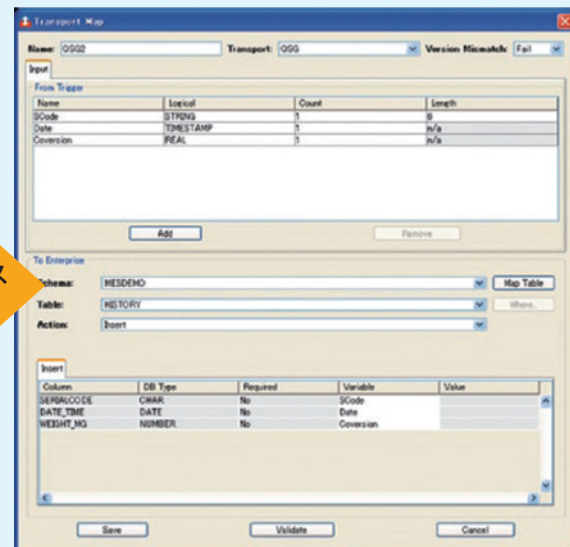 Transport Map
Name: QSG2 Transport: QSG Version Mismatch: Fail
Input
From Trigger
Name Logical Count Length
SCode STRING 1 6
Date TIMESTAMP 1 n/a
Coversion REAL 1 n/a
Add Remove
To Enterprise
ス
Schema: MESDEMO Map Table
Table: HISTORY Where..
Action: Insert
Insert
Column DB Type Required Variable Value
SERIALCODE CHAR No SCode
DATE_TIME DATE No Date
WEIGHT_MG NUMBER No Coversion
Save Validate Cancel